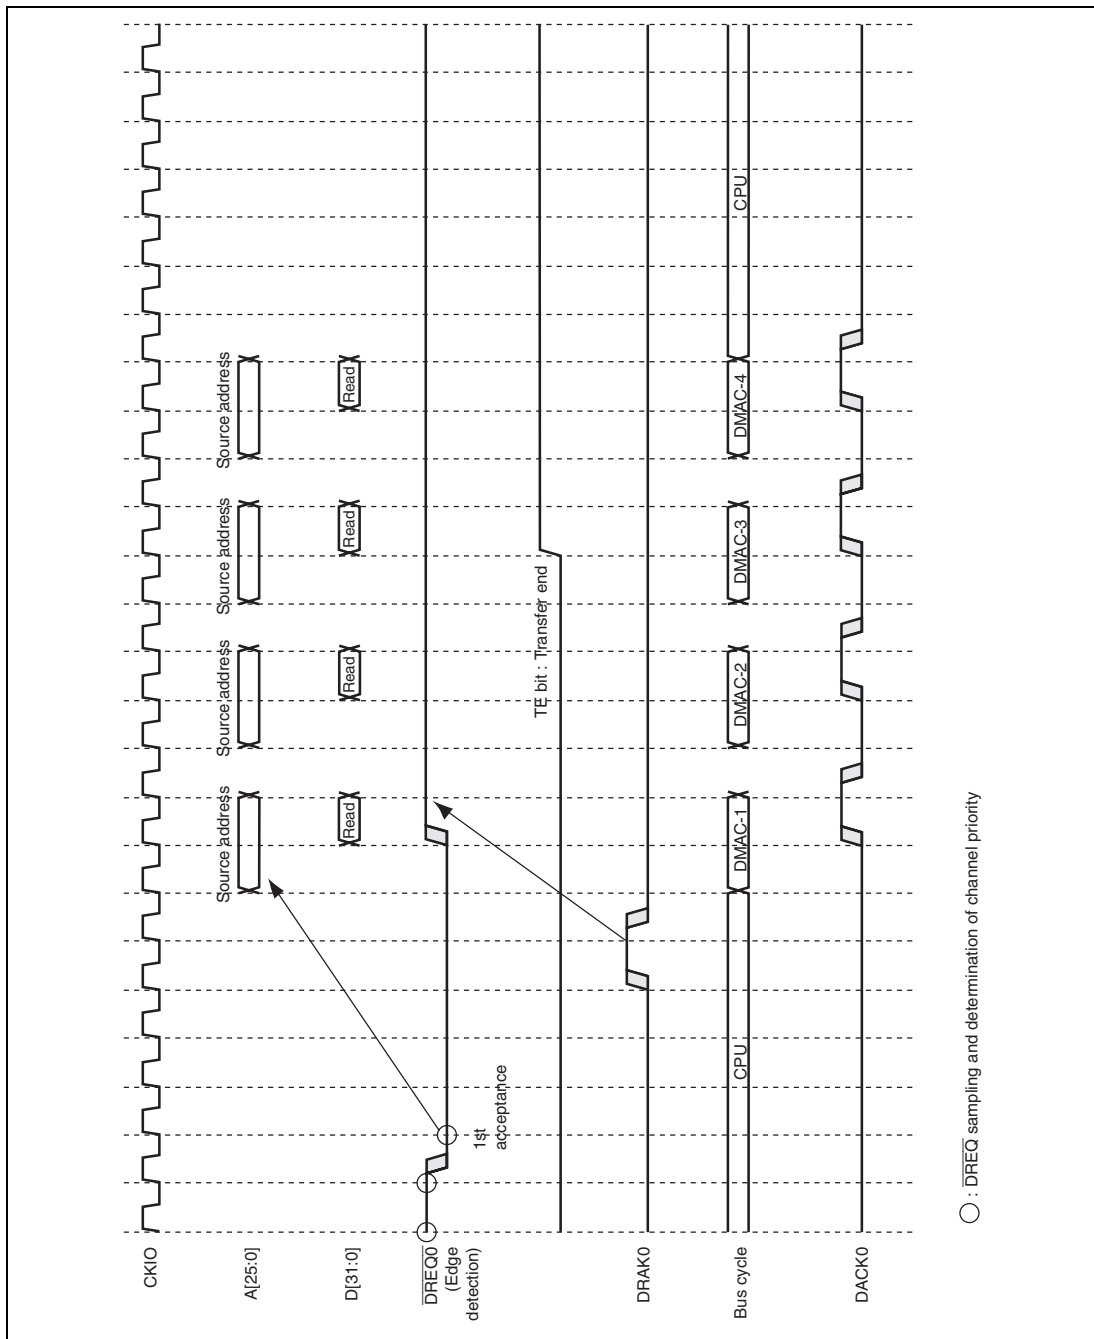 CKIO
A[25:0]
Source address
Source address
Source address
Source address
D[31:0]
Read
Read
Read
Read
DREQ0
(Edge
detection)
1st
acceptance
TE bit : Transfer end
DRAK0
Bus cycle
CPU
DMAC-1
DMAC-2
DMAC-3
DMAC-4
CPU
DACK0
: DREQ sampling and determination of channel priority